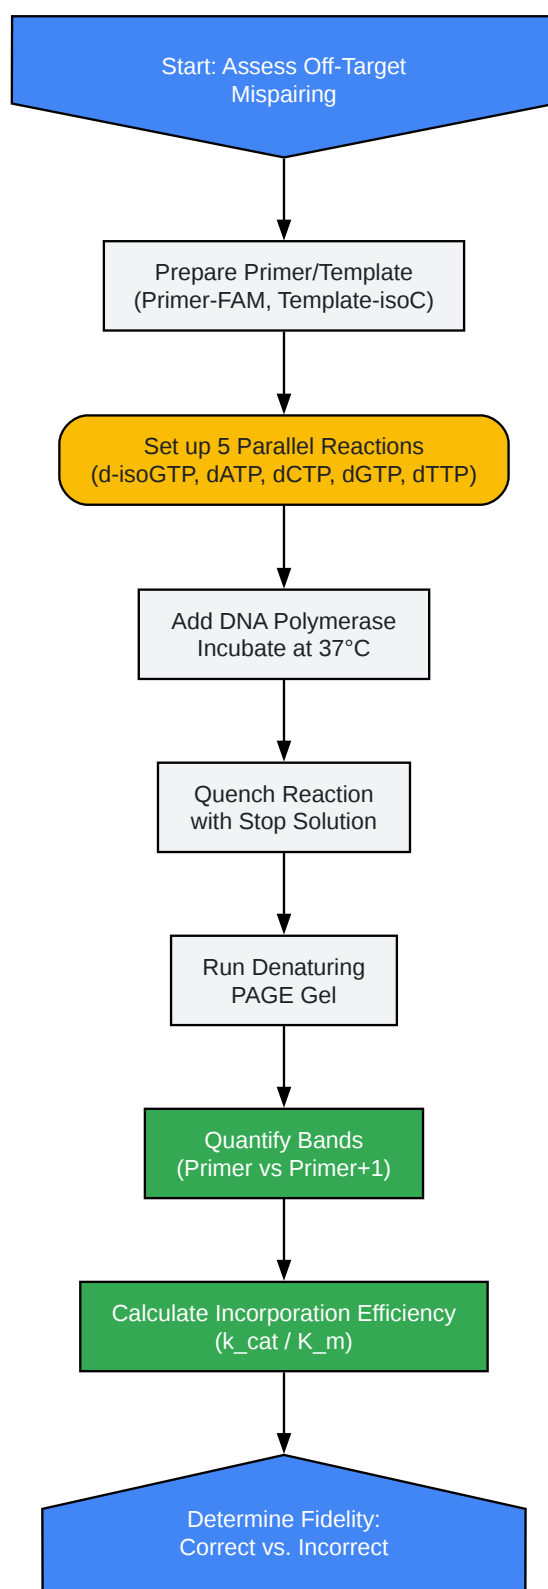 Start: Assess Off-Target
Mispairing
Prepare Primer/Template
(Primer-FAM, Template-isoC)
Set up 5 Parallel Reactions
(d-isoGTP, dATP, dCTP, dGTP, dTTP)
Add DNA Polymerase
Incubate at 37°C
Quench Reaction
with Stop Solution
Run Denaturing
PAGE Gel
Quantify Bands
(Primer vs Primer+1)
Calculate Incorporation Efficiency
(k_cat / K_m)
Determine Fidelity:
Correct vs. Incorrect